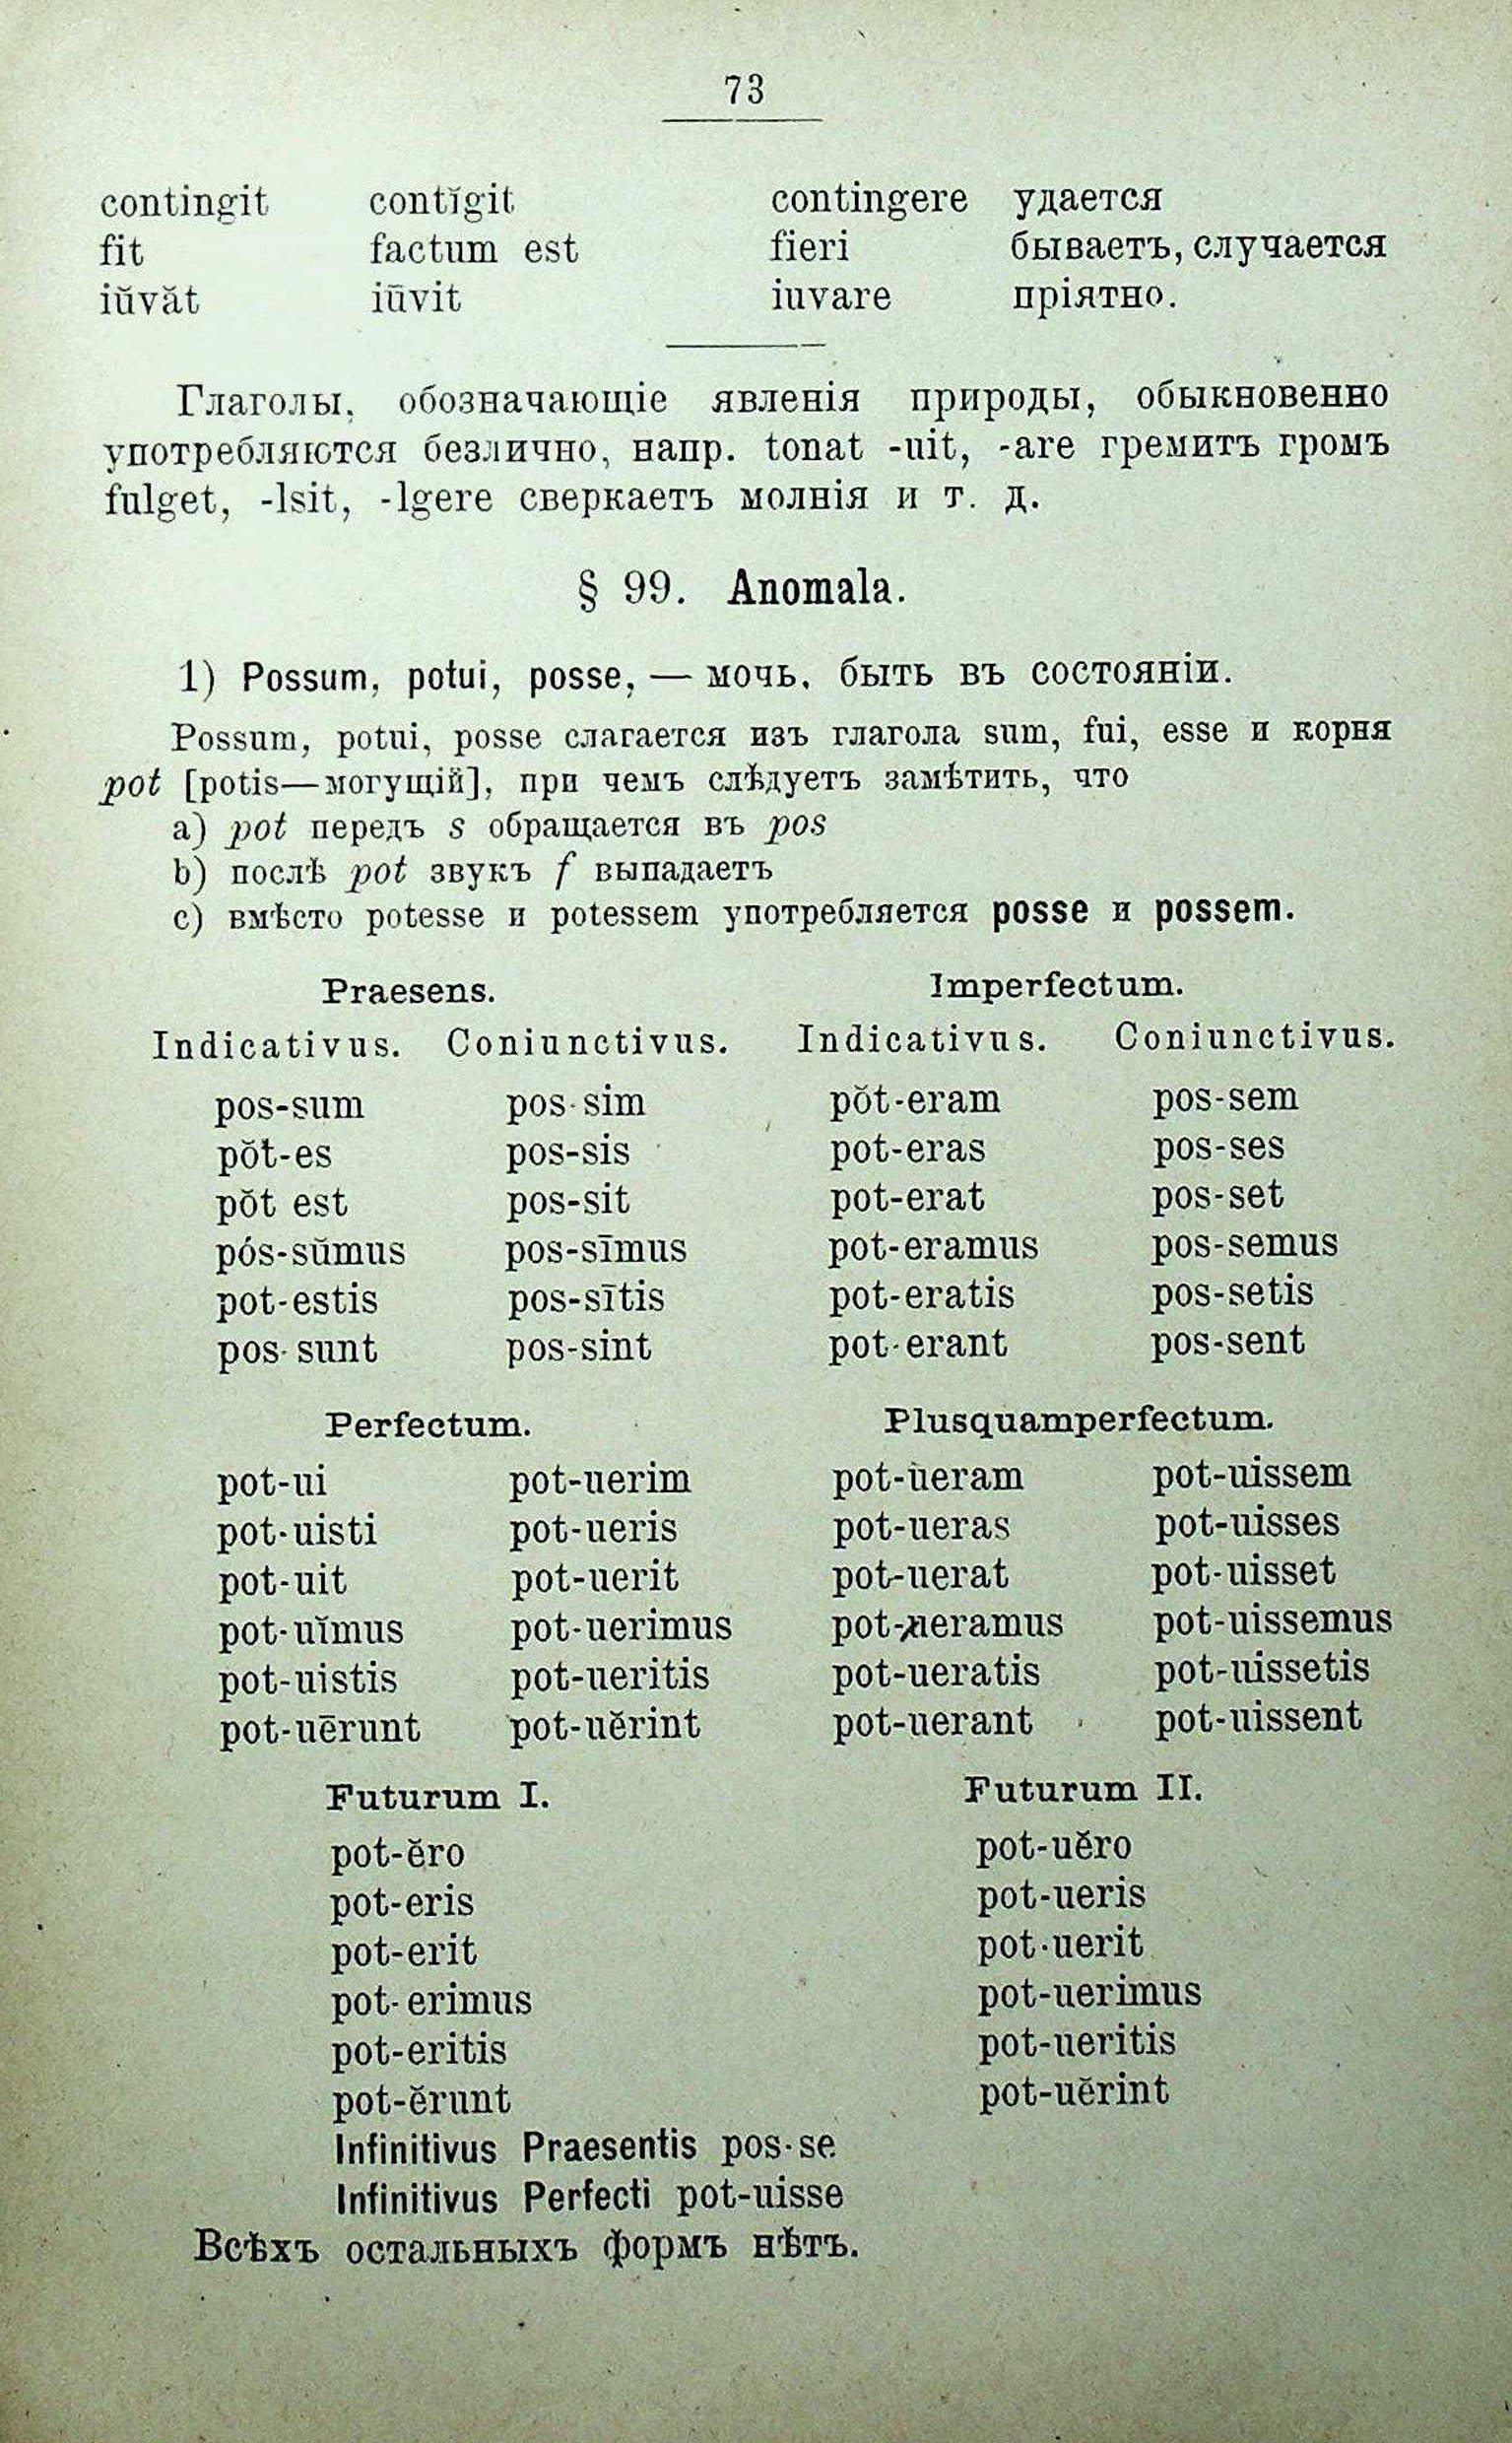 73
contingit contĭgit contingere удается
fit factum est fieri бываетъ, случается
iŭvăt iūvit iuvare пріятно.
Глаголы, обозначающіе явленія природы, обыкновенно
употребляются безлично, напр. tonat -uit, -are гремитъ громъ
fulget, -lsit, -lgere сверкаетъ молнія и т. д.
§ 99. Anomala.
1) Possum, potui, posse, — мочь, быть въ состояніи.
Possum, potui, posse слагается изъ глагола sum, fui, esse и корня
pot [potis—могущій], при чемъ слѣдуетъ замѣтить, что
a) pot передъ s обращается въ pos
b) послѣ pot звукъ f выпадаетъ
c) вмѣсто potesse и potessem употребляется posse и possem.
Praesens. Imperfectum.
Indicativus. Coniunctivus. Indicativus. Coniunctivus.
pos-sum pos-sim pŏt-eram pos-sem
pŏt-es pos-sis pot-eras pos-ses
pŏt est pos-sit pot-erat pos-set
pós-sŭmus pos-sīmus pot-eramus pos-semus
pot-estis pos-sītis pot-eratis pos-setis
pos-sunt pos-sint pot-erant pos-sent
Perfectum. Plusquamperfectum.
pot-ui pot-uerim pot-ueram pot-uissem
pot-uisti pot-ueris pot-ueras pot-uisses
pot-uit pot-uerit pot-uerat pot-uisset
pot-uĭmus pot-uerimus pot-ueramus pot-uissemus
pot-uistis pot-ueritis pot-ueratis pot-uissetis
pot-uērunt pot-uĕrint pot-uerant pot-uissent
Futurum I. Futurum II.
pot-ĕro pot-uĕro
pot-eris pot-ueris
pot-erit pot-uerit
pot-erimus pot-uerimus
pot-eritis pot-ueritis
pot-ĕrunt pot-uĕrint
Infinitivus Praesentis pos-se
Infinitivus Perfecti pot-uisse
Всѣхъ остальныхъ формъ нѣтъ.